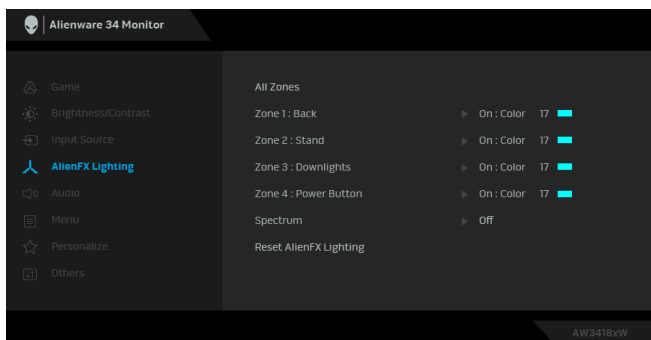 Alienware 34 Monitor
Game
Brightness/Contrast
Input Source
AlienFX Lighting
Audio
Menu
Personalize
Others
All Zones
Zone 1 : Back On : Color 17
Zone 2 : Stand On : Color 17
Zone 3 : Downlights On : Color 17
Zone 4 : Power Button On : Color 17
Spectrum Off
Reset AlienFX Lighting
AW3418xW